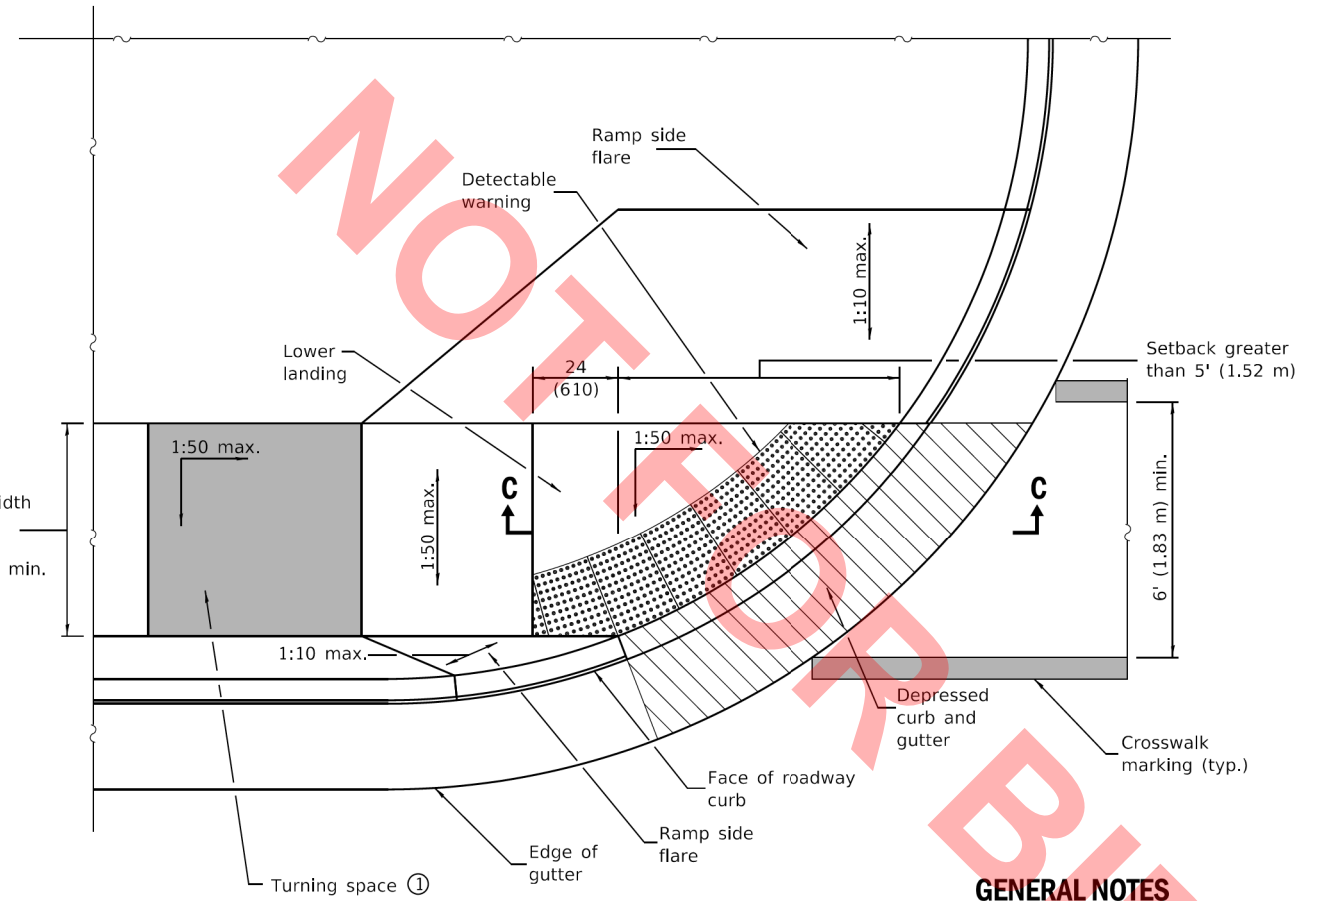 Ramp side
flare
Detectable
warning
1:10 max.
Lower
landing
24
(610)
Setback greater
than 5' (1.52 m)
1:50 max.
1:50 max.
1:50 max.
C
C
min.
6' (1.83 m) min.
1:10 max.
Depressed
curb and
gutter
Crosswalk
marking (typ.)
Face of roadway
curb
Ramp side
flare
Edge of
gutter
Turning space ①
GENERAL NOTES
NOT FOR